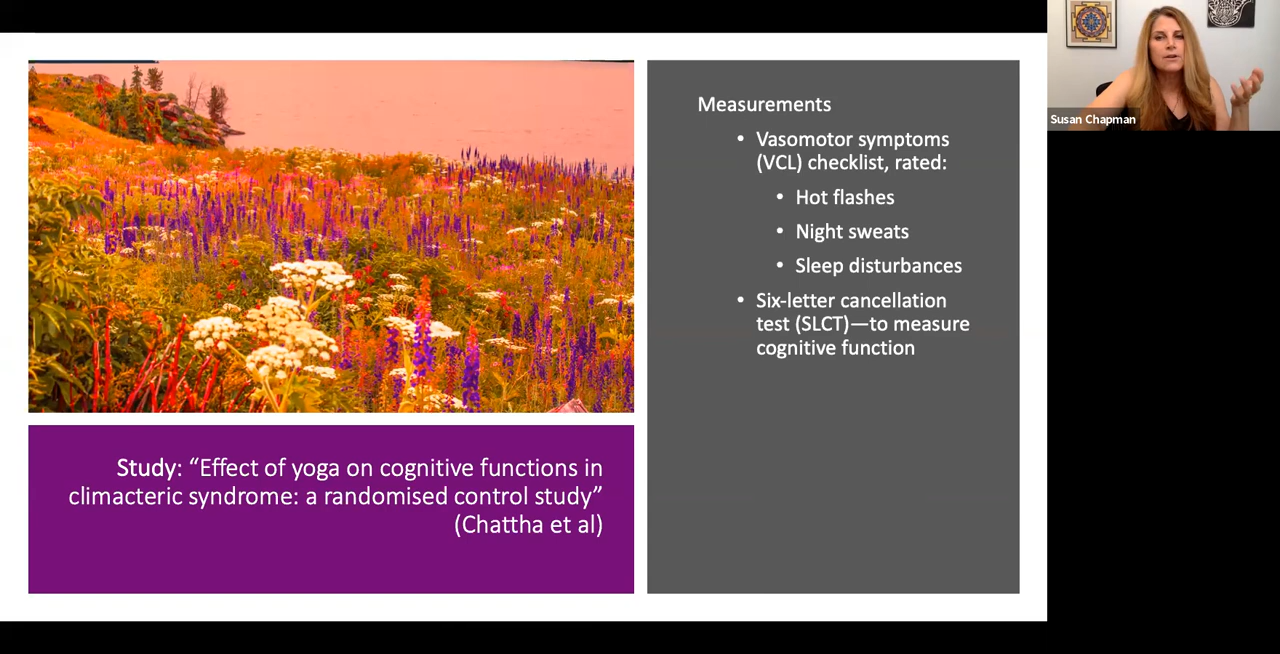 Measurements
• Vasomotor symptoms
(VCL) checklist, rated:
• Hot flashes
• Night sweats
• Sleep disturbances
• Six-letter cancellation
test (SLCT)—to measure
cognitive function
Study: “Effect of yoga on cognitive functions in
climacteric syndrome: a randomised control study”
(Chattha et al)
Susan Chapman